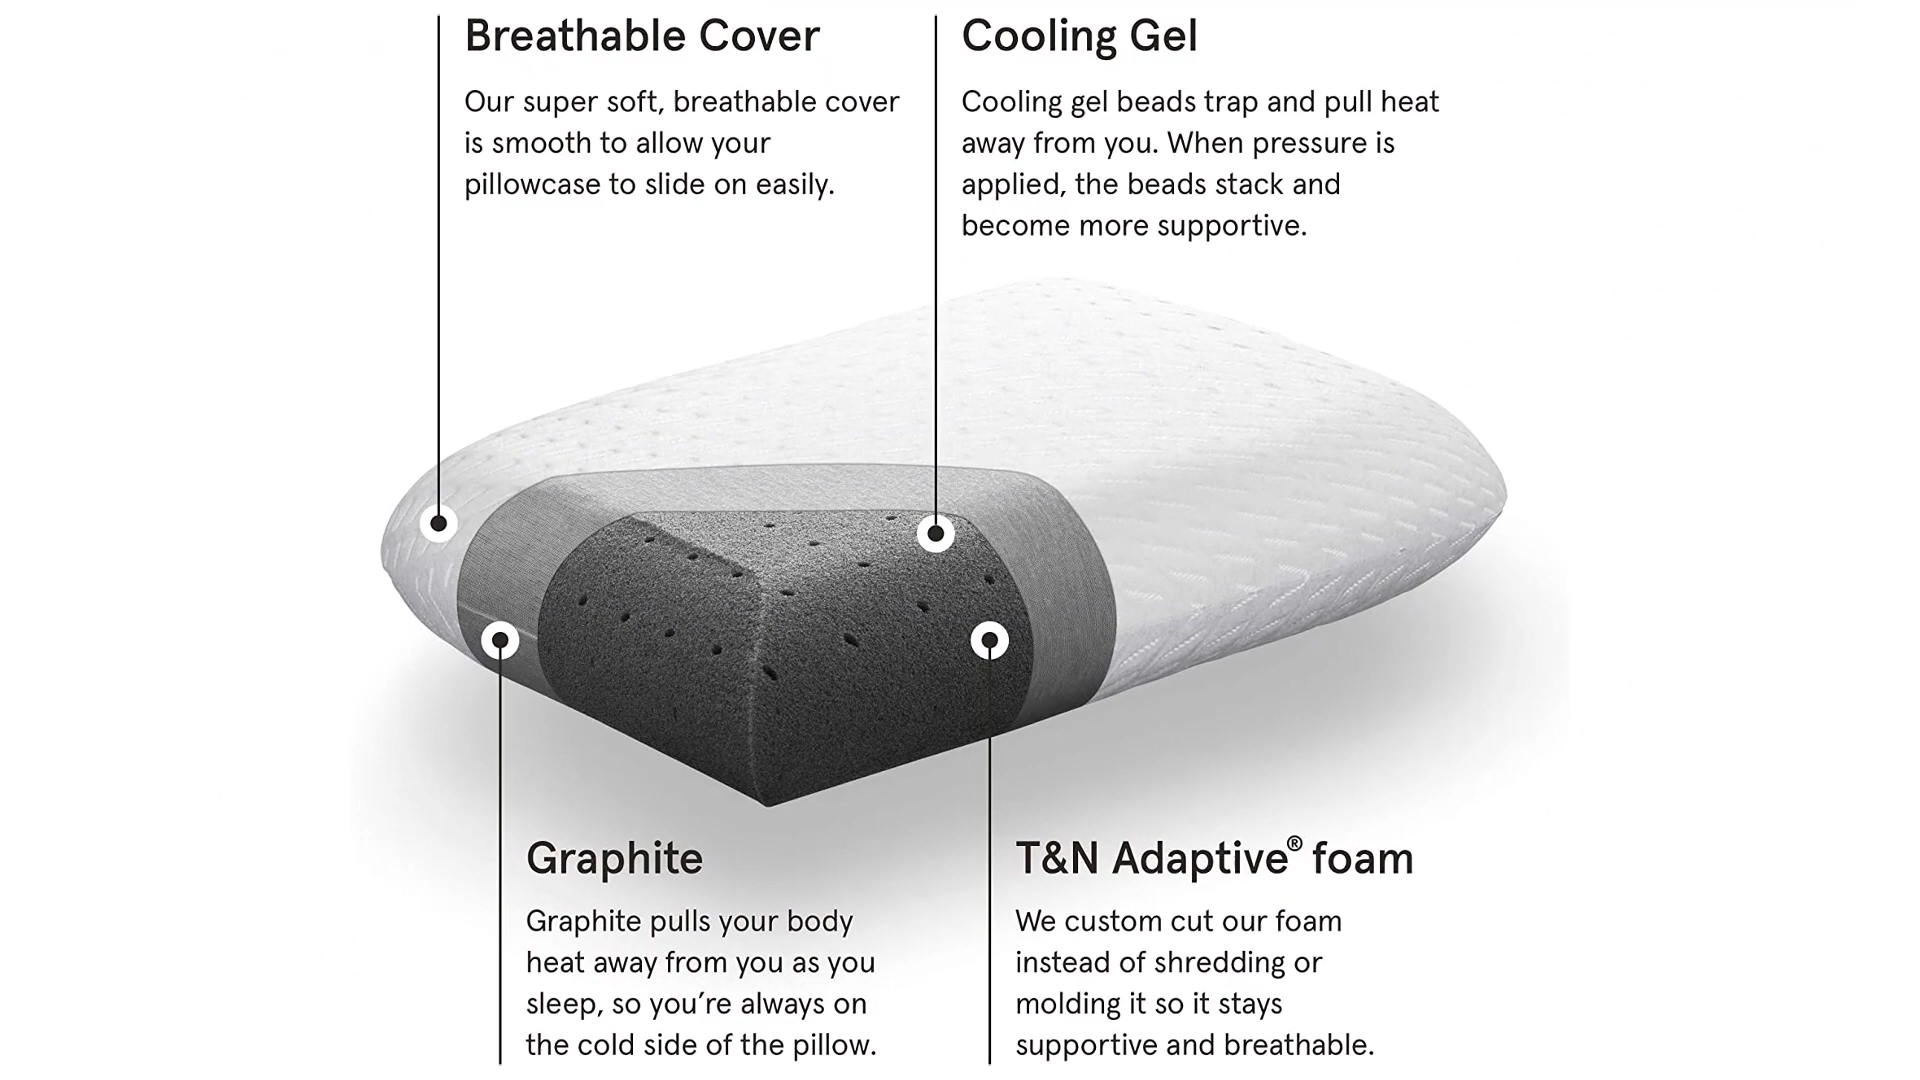 Breathable Cover
Our super soft, breathable cover
is smooth to allow your
pillowcase to slide on easily.
Cooling Gel
Cooling gel beads trap and pull heat
away from you. When pressure is
applied, the beads stack and
become more supportive.
Graphite
Graphite pulls your body
heat away from you as you
sleep, so you’re always on
the cold side of the pillow.
T&N Adaptive® foam
We custom cut our foam
instead of shredding or
molding it so it stays
supportive and breathable.